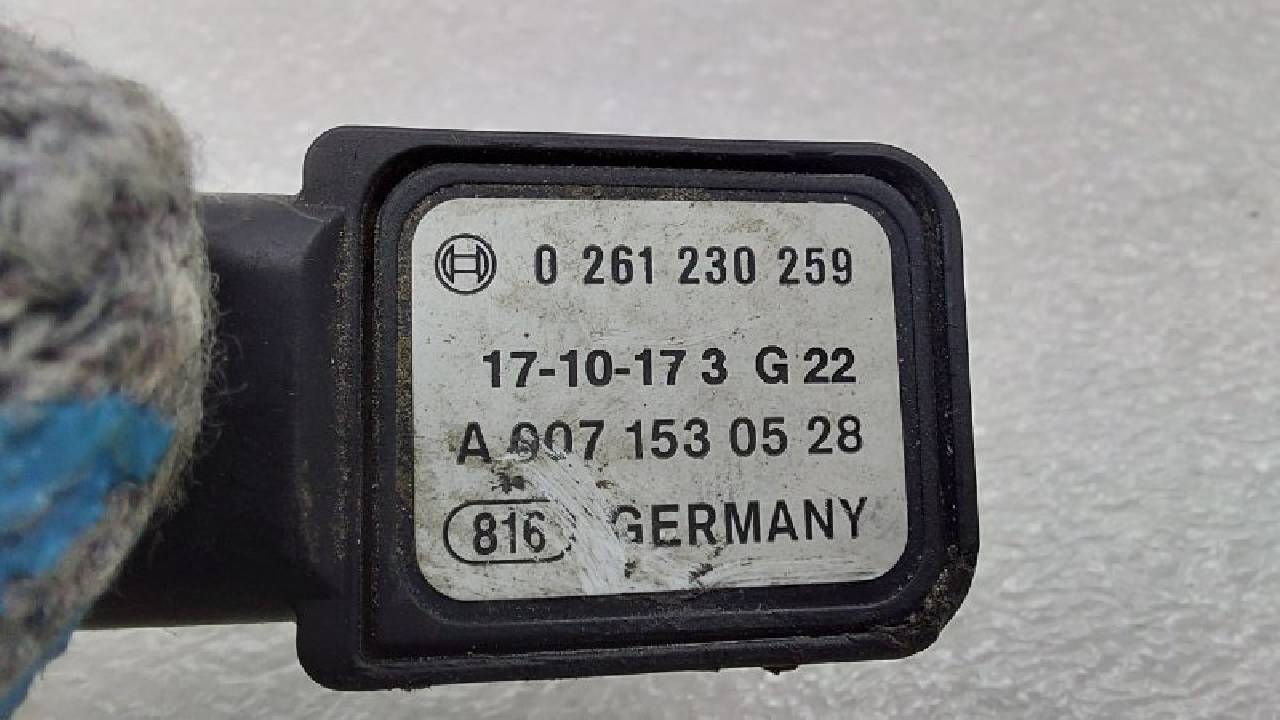 0 261 230 259
17-10-17 3 G 22
A 007 153 05 28
816 GERMANY